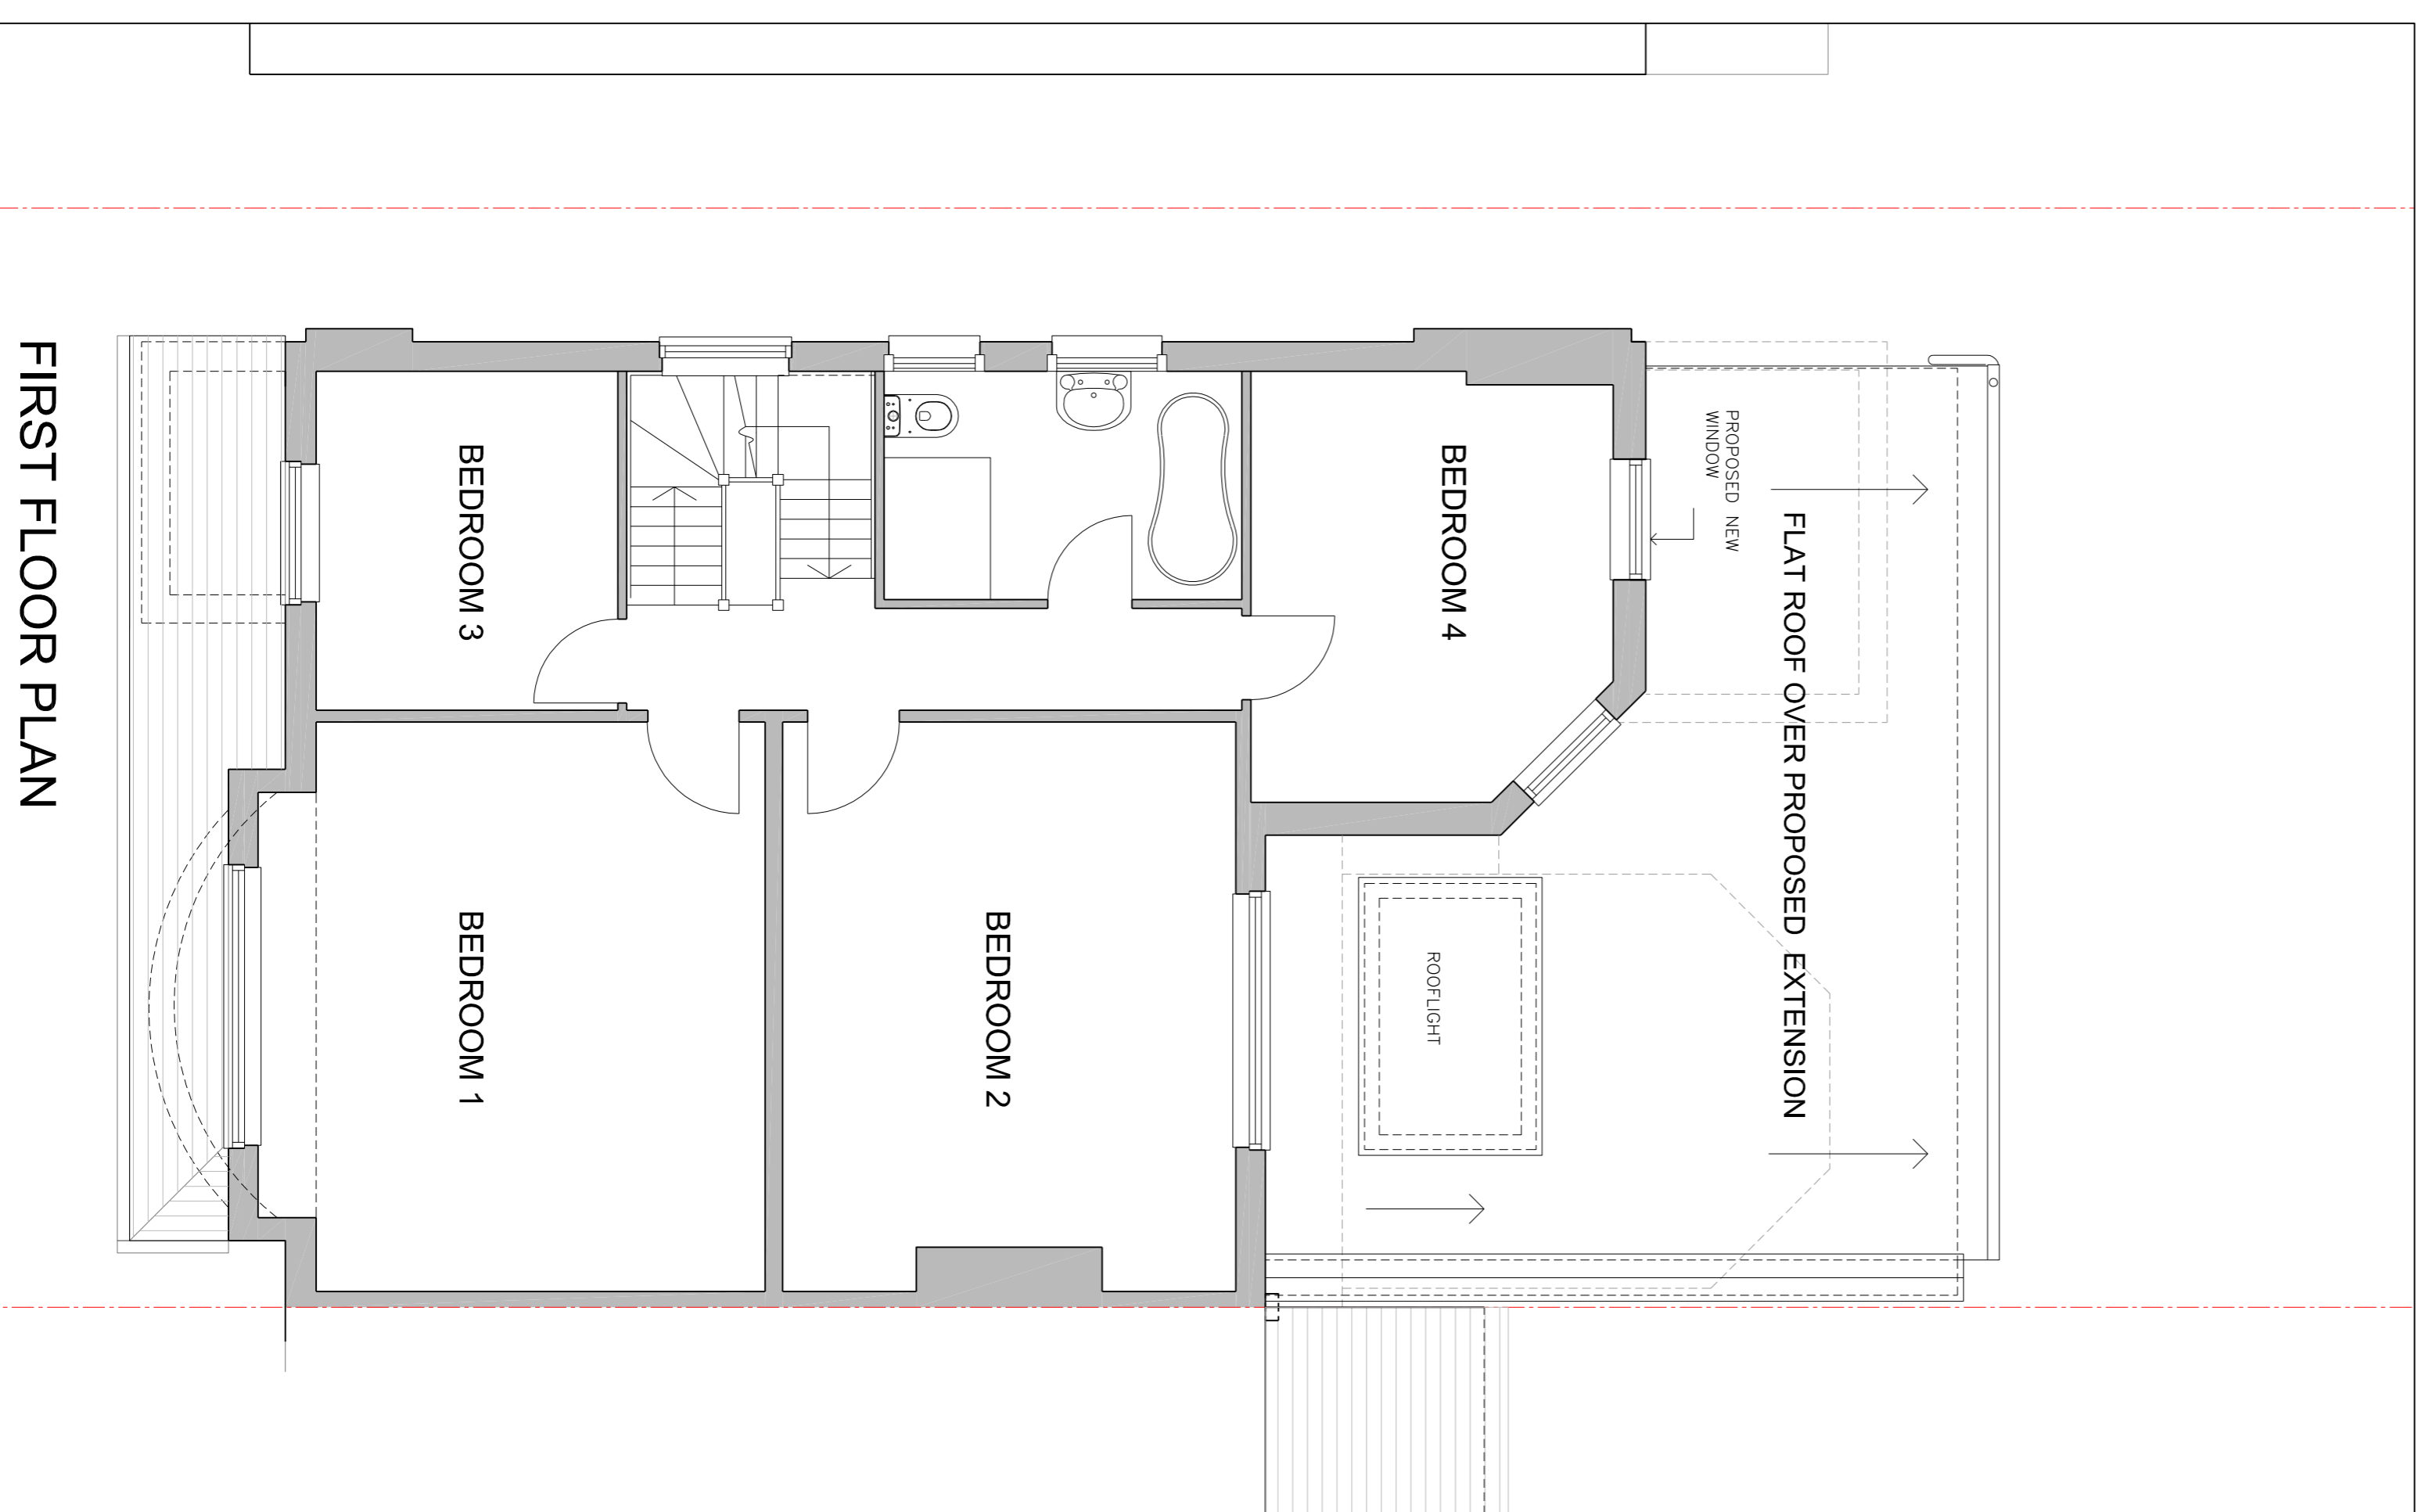 PROPOSED NEW
WINDOW
FLAT ROOF OVER PROPOSED EXTENSION
BEDROOM 4
ROOFLIGHT
BEDROOM 2
BEDROOM 3
BEDROOM 1
FIRST FLOOR PLAN